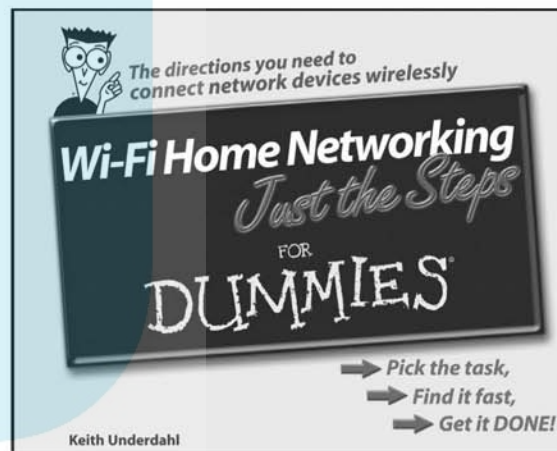 The directions you need to
connect network devices wirelessly
Wi-Fi Home Networking
Just the Steps
FOR
DUMMIES®
Pick the task,
Find it fast,
Get it DONE!
Keith Underdahl